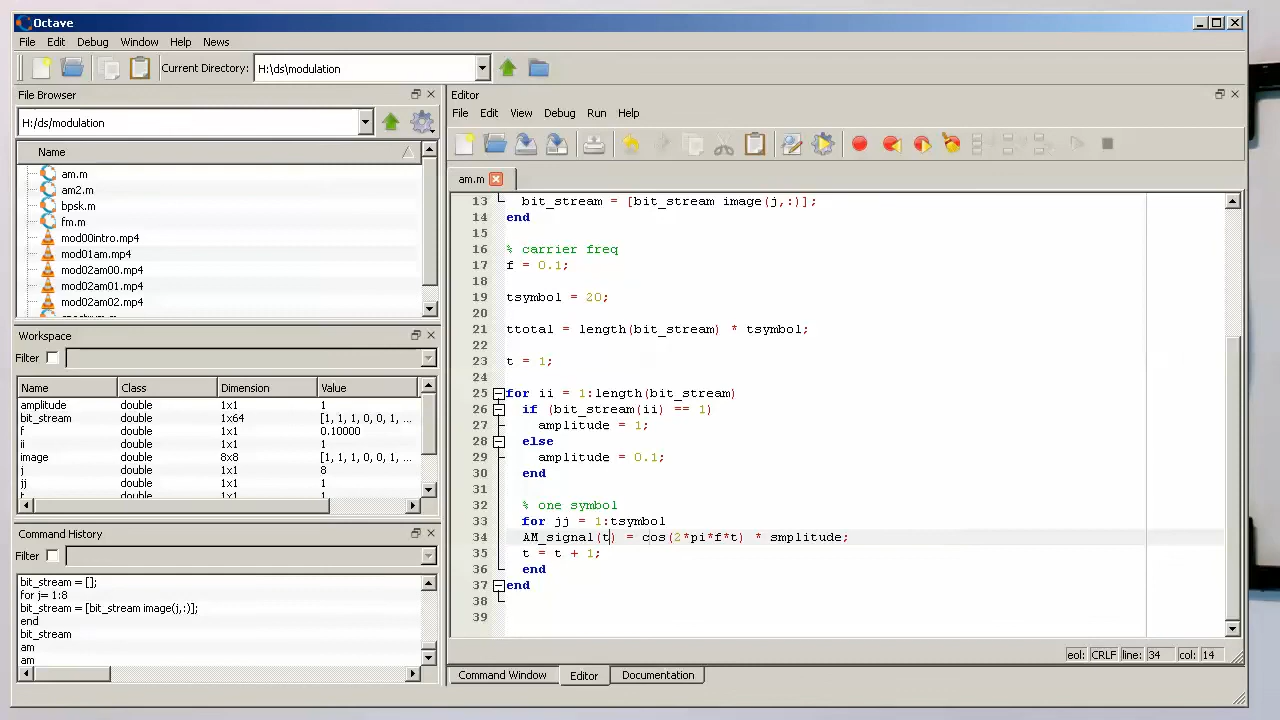 Octave
File Edit Debug Window Help News
Current Directory: H:\ds\modulation
File Browser
H:/ds/modulation
Name
am.m
am2.m
bpsk.m
fm.m
mod00intro.mp4
mod01am.mp4
mod02am00.mp4
mod02am01.mp4
mod02am02.mp4
Workspace
Filter
Name Class Dimension Value
amplitude double 1x1 1
bit_stream double 1x64 [1, 1, 1, 0, 0, 1, ...
f double 1x1 0.10000
ii double 1x1 1
image double 8x8 [1, 1, 1, 0, 0, 1, ...
j double 1x1 8
jj double 1x1 1
t double 1x1 1
Command History
Filter
bit_stream = [];
for j= 1:8
bit_stream = [bit_stream image(j,:)];
end
bit_stream
am
am
Editor
File Edit View Debug Run Help
am.m
13 bit_stream = [bit_stream image(j,:)];
14 end
15
16 % carrier freq
17 f = 0.1;
18
19 tsymbol = 20;
20
21 ttotal = length(bit_stream) * tsymbol;
22
23 t = 1;
24
25 for ii = 1:length(bit_stream)
26 if (bit_stream(ii) == 1)
27 amplitude = 1;
28 else
29 amplitude = 0.1;
30 end
31
32 % one symbol
33 for jj = 1:tsymbol
34 AM_signal(t) = cos(2*pi*f*t) * smplitude;
35 t = t + 1;
36 end
37 end
38
39
eol: CRLF line: 34 col: 14
Command Window Editor Documentation